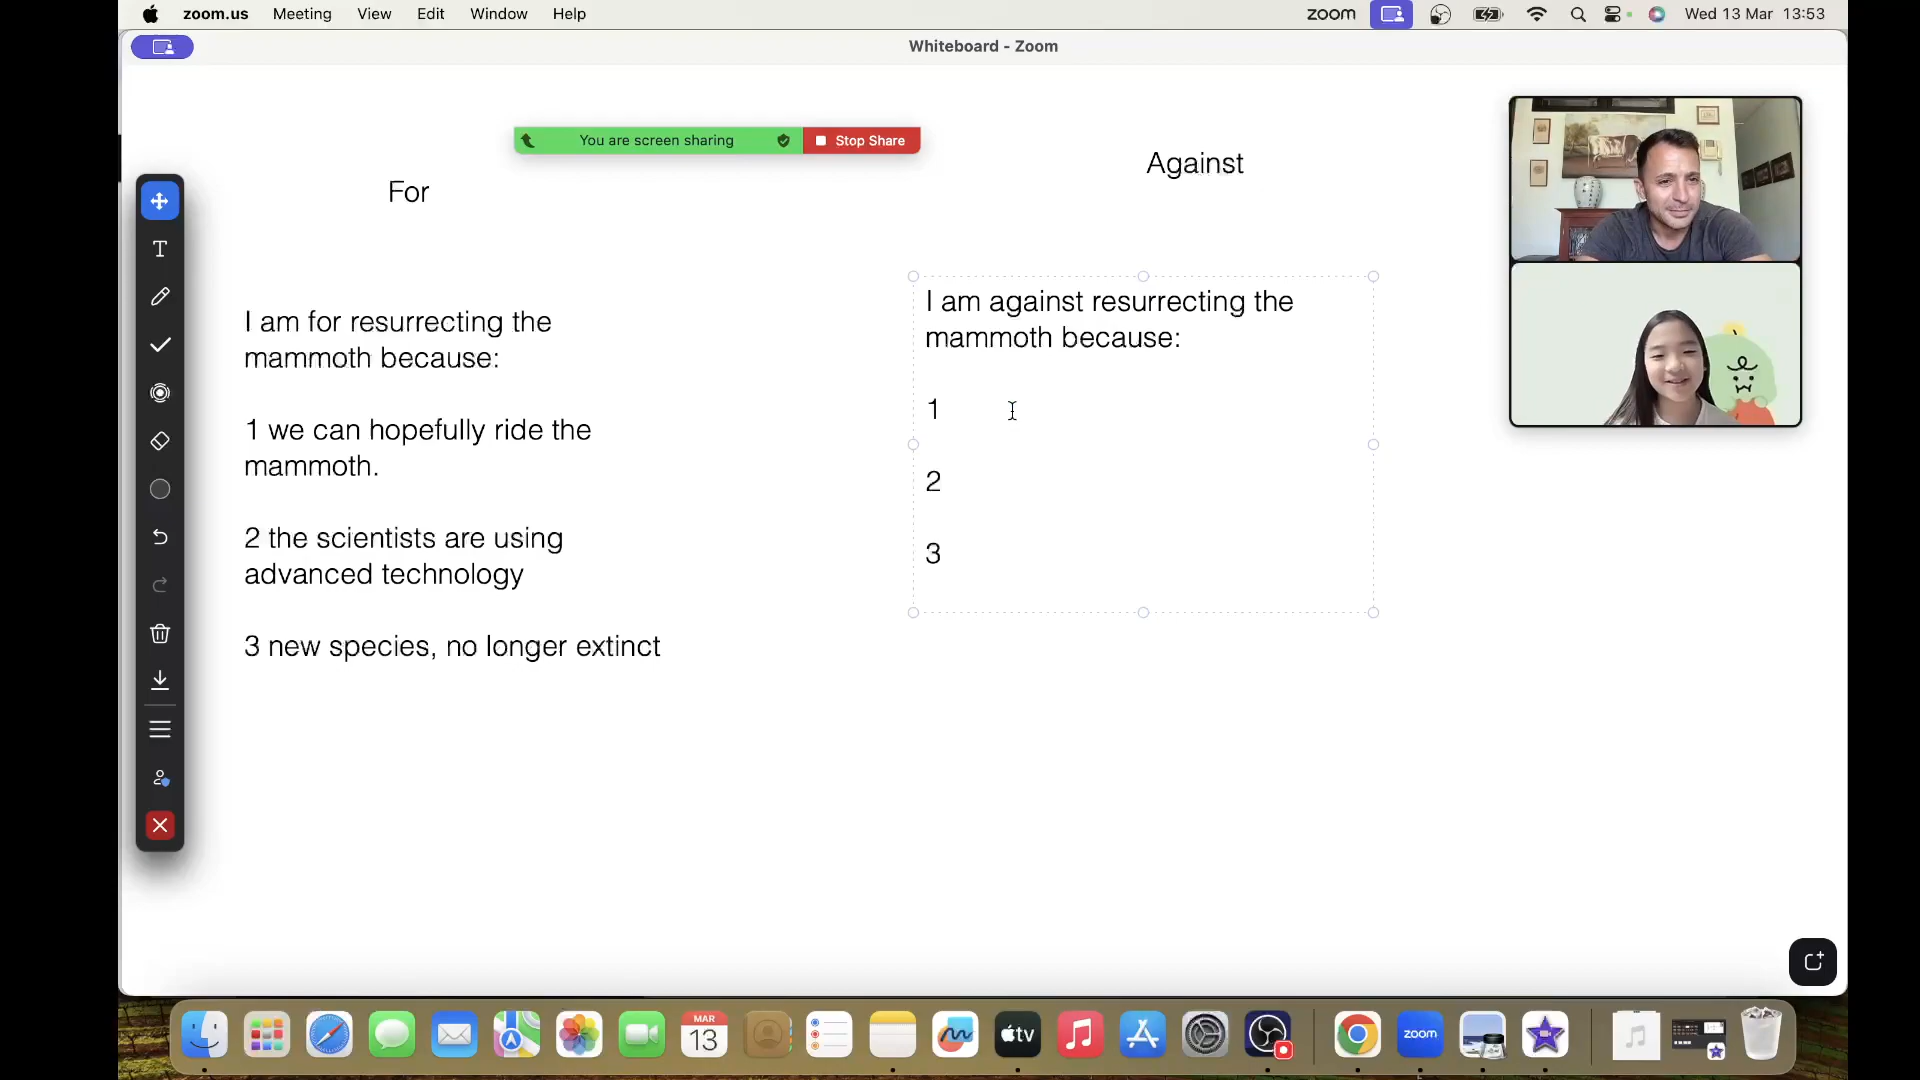 zoom.us Meeting View Edit Window Help
zoom Wed 13 Mar 13:53
Whiteboard - Zoom
You are screen sharing Stop Share
For
I am for resurrecting the
mammoth because:
1 we can hopefully ride the
mammoth.
2 the scientists are using
advanced technology
3 new species, no longer extinct
Against
I am against resurrecting the
mammoth because:
1
2
3
T
MAR
13
tv
zoom